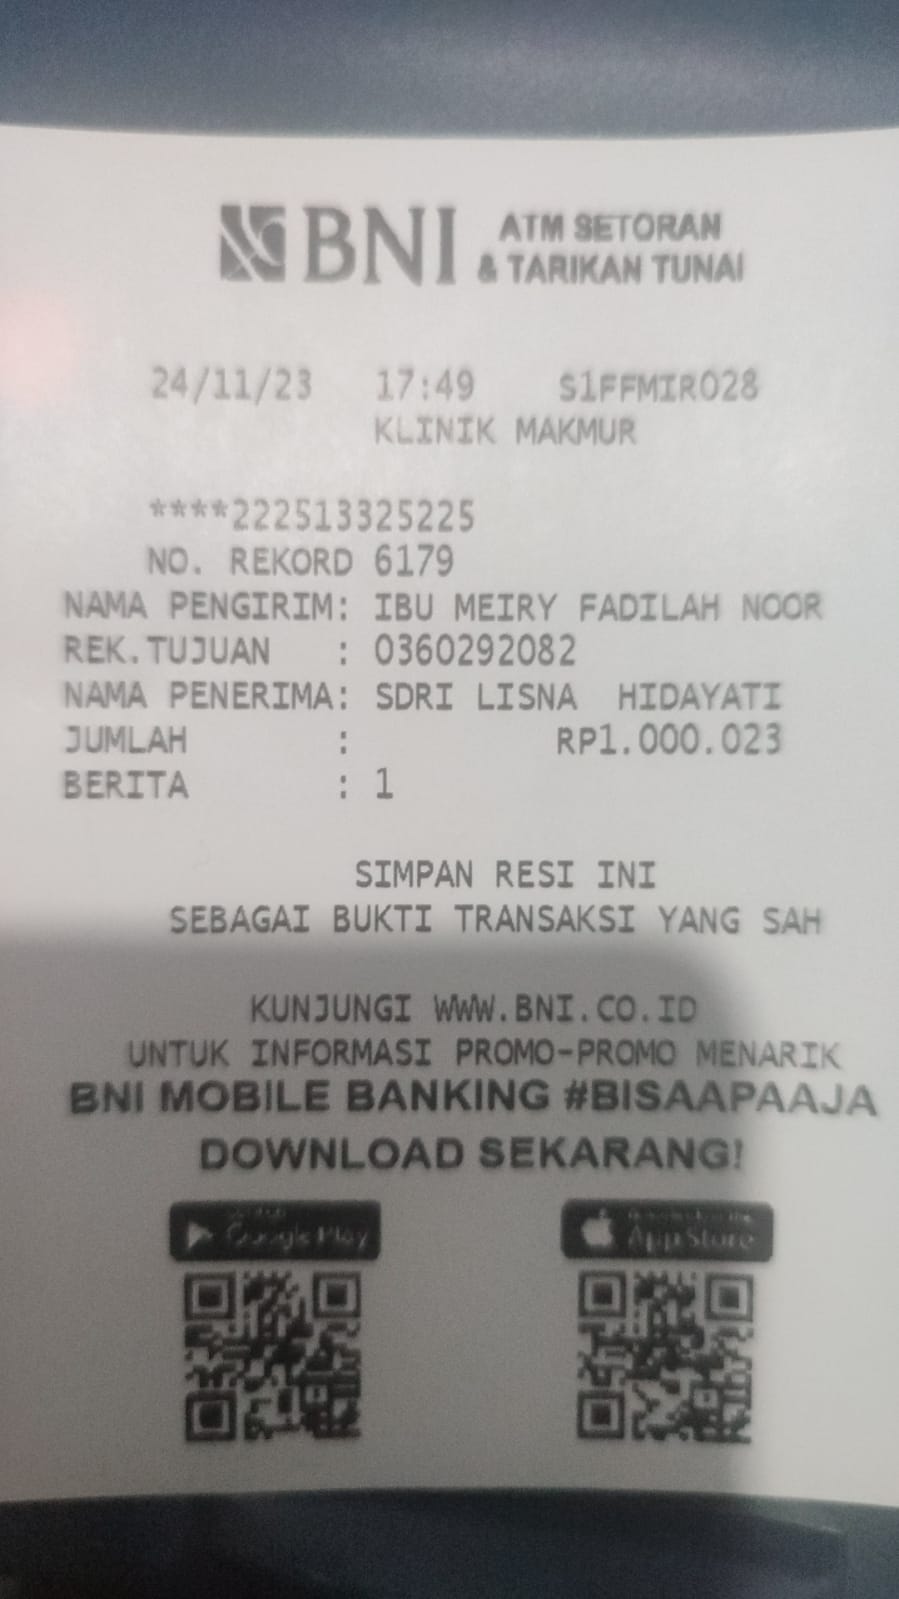 BNI ATM SETORAN
& TARIKAN TUNAI
24/11/23 17:49 S1FFMIR028
KLINIK MAKMUR
****222513325225
NO. REKORD 6179
NAMA PENGIRIM: IBU MEIRY FADILAH NOOR
REK.TUJUAN : 0360292082
NAMA PENERIMA: SDRI LISNA HIDAYATI
JUMLAH : RP1.000.023
BERITA : 1
SIMPAN RESI INI
SEBAGAI BUKTI TRANSAKSI YANG SAH
KUNJUNGI WWW.BNI.CO.ID
UNTUK INFORMASI PROMO-PROMO MENARIK
BNI MOBILE BANKING #BISAAPAAJA
DOWNLOAD SEKARANG!
Google Play
App Store